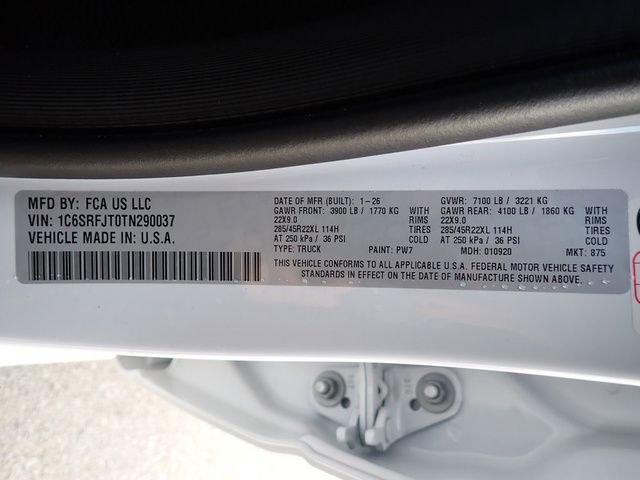 MFD BY: FCA US LLC
VIN: 1C6SRFJT0TN290037
VEHICLE MADE IN U.S.A.
DATE OF MFR (BUILT): 1-26 GVWR: 7100 LB / 3221 KG
GAWR FRONT: 3900 LB / 1770 KG WITH GAWR REAR: 4100 LB / 1860 KG WITH
22X9.0 RIMS 22X9.0 RIMS
285/45R22XL 114H TIRES 285/45R22XL 114H TIRES
AT 250 kPa / 36 PSI COLD AT 250 kPa / 36 PSI COLD
TYPE: TRUCK PAINT: PW7 MDH: 010920 MKT: 875
THIS VEHICLE CONFORMS TO ALL APPLICABLE U.S.A. FEDERAL MOTOR VEHICLE SAFETY
STANDARDS IN EFFECT ON THE DATE OF MANUFACTURE SHOWN ABOVE.